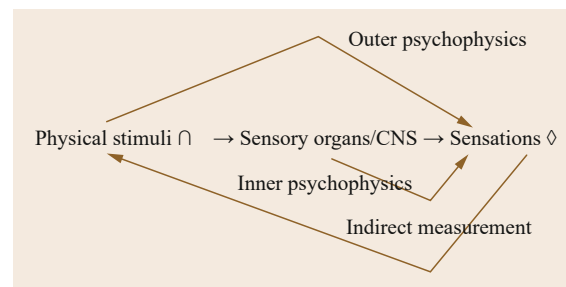 Outer psychophysics
Physical stimuli ∩ → Sensory organs/CNS → Sensations ◊
Inner psychophysics
Indirect measurement